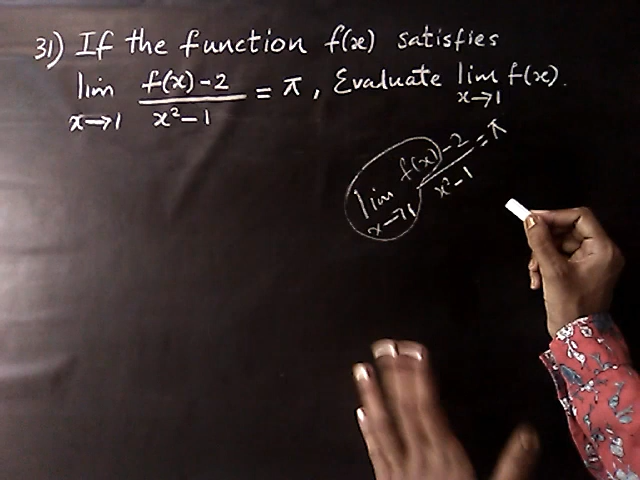 31) If the function f(x) satisfies
lim x→1 f(x)-2 / x²-1 = π, Evaluate lim x→1 f(x).
lim x→1 f(x)-2 / x²-1 = π